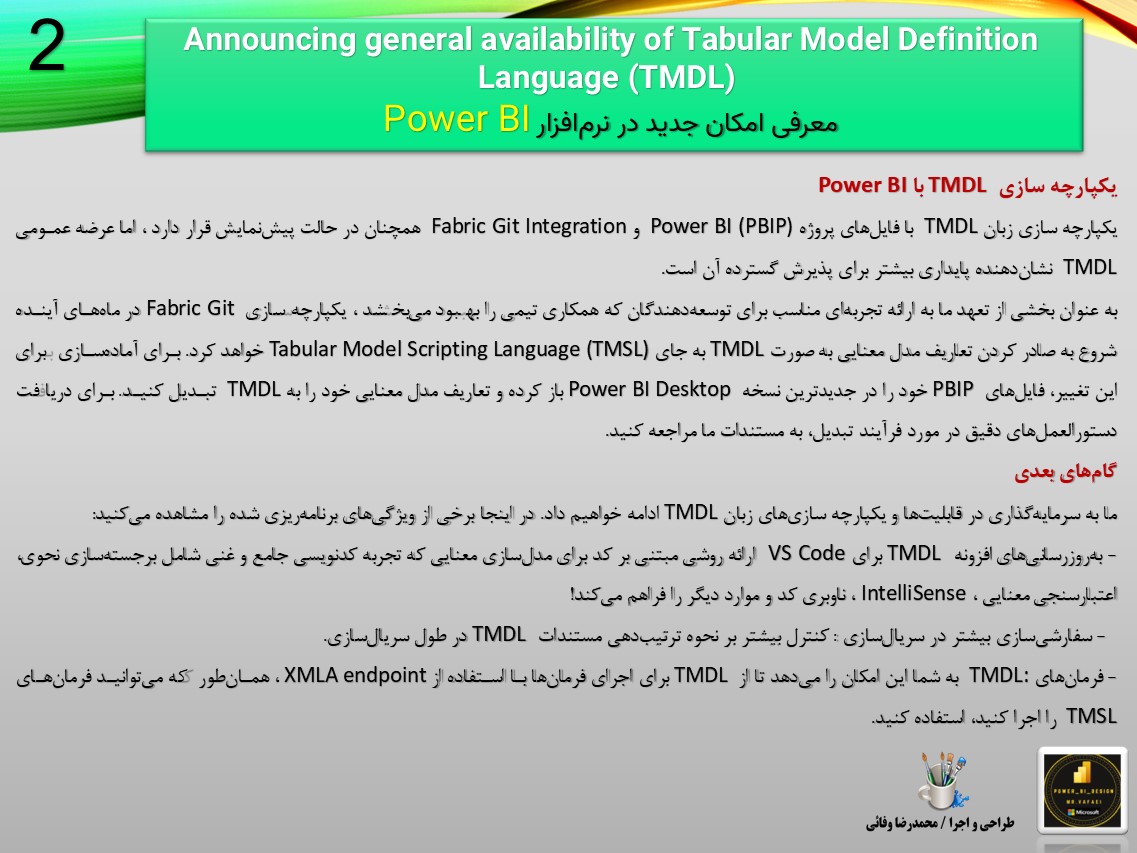 2
Announcing general availability of Tabular Model Definition
Language (TMDL)
معرفی امکان جدید در نرم‌افزار Power BI
یکپارچه سازی TMDL با Power BI
یکپارچه سازی زبان TMDL با فایل‌های پروژه Power BI (PBIP) و Fabric Git Integration همچنان در حالت پیش‌نمایش قرار دارد ، اما عرضه عمومی
TMDL نشان‌دهنده پایداری بیشتر برای پذیرش گسترده آن است.
به عنوان بخشی از تعهد ما به ارائه تجربه‌ای مناسب برای توسعه‌دهندگان که همکاری تیمی را بهبود می‌بخشد ، یکپارچه‌سازی Fabric Git در ماه‌های آینده
شروع به صادر کردن تعاریف مدل معنایی به صورت TMDL به جای Tabular Model Scripting Language (TMSL) خواهد کرد. برای آماده‌سازی برای
این تغییر، فایل‌های PBIP خود را در جدیدترین نسخه Power BI Desktop باز کرده و تعاریف مدل معنایی خود را به TMDL تبدیل کنید. برای دریافت
دستورالعمل‌های دقیق در مورد فرآیند تبدیل، به مستندات ما مراجعه کنید.
گام‌های بعدی
ما به سرمایه‌گذاری در قابلیت‌ها و یکپارچه سازی‌های زبان TMDL ادامه خواهیم داد. در اینجا برخی از ویژگی‌های برنامه‌ریزی شده را مشاهده می‌کنید:
- به‌روزرسانی‌های افزونه TMDL برای VS Code ارائه روشی مبتنی بر کد برای مدل‌سازی معنایی که تجربه کدنویسی جامع و غنی شامل برجسته‌سازی نحوی،
اعتبارسنجی معنایی ، IntelliSense ، ناوبری کد و موارد دیگر را فراهم می‌کند!
- سفارشی‌سازی بیشتر در سریال‌سازی : کنترل بیشتر بر نحوه ترتیب‌دهی مستندات TMDL در طول سریال‌سازی.
- فرمان‌های TMDL: به شما این امکان را می‌دهد تا از TMDL برای اجرای فرمان‌ها با استفاده از XMLA endpoint ، همان‌طور که می‌توانید فرمان‌های
TMSL را اجرا کنید، استفاده کنید.
طراحی و اجرا / محمدرضا وفائی
POWER_BI_DESIGN
MR.VAFAEI
Microsoft